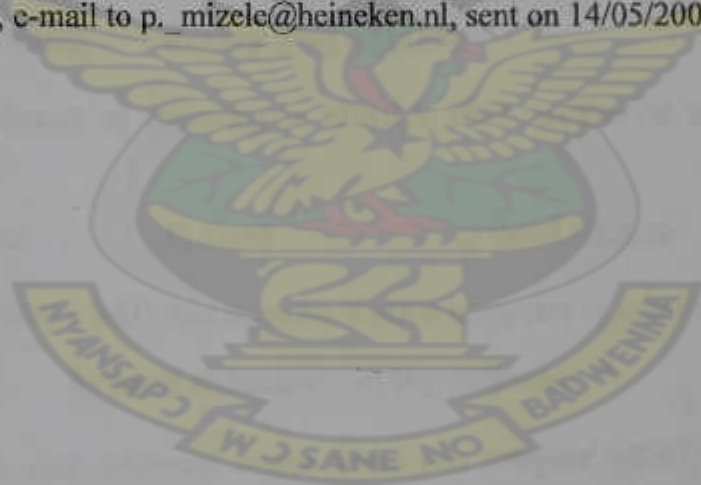 , e-mail to p._mizele@heineken.nl, sent on 14/05/200
NYANSAPƆ WƆSANE NO BADWENMA